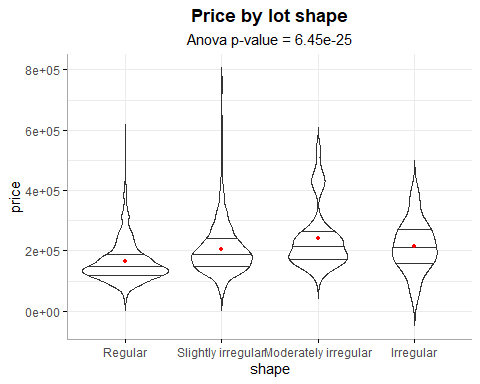 Price by lot shape
Anova p-value = 6.45e-25
8e+05
6e+05
4e+05
2e+05
0e+00
price
Regular Slightly irregular Moderately irregular Irregular
shape